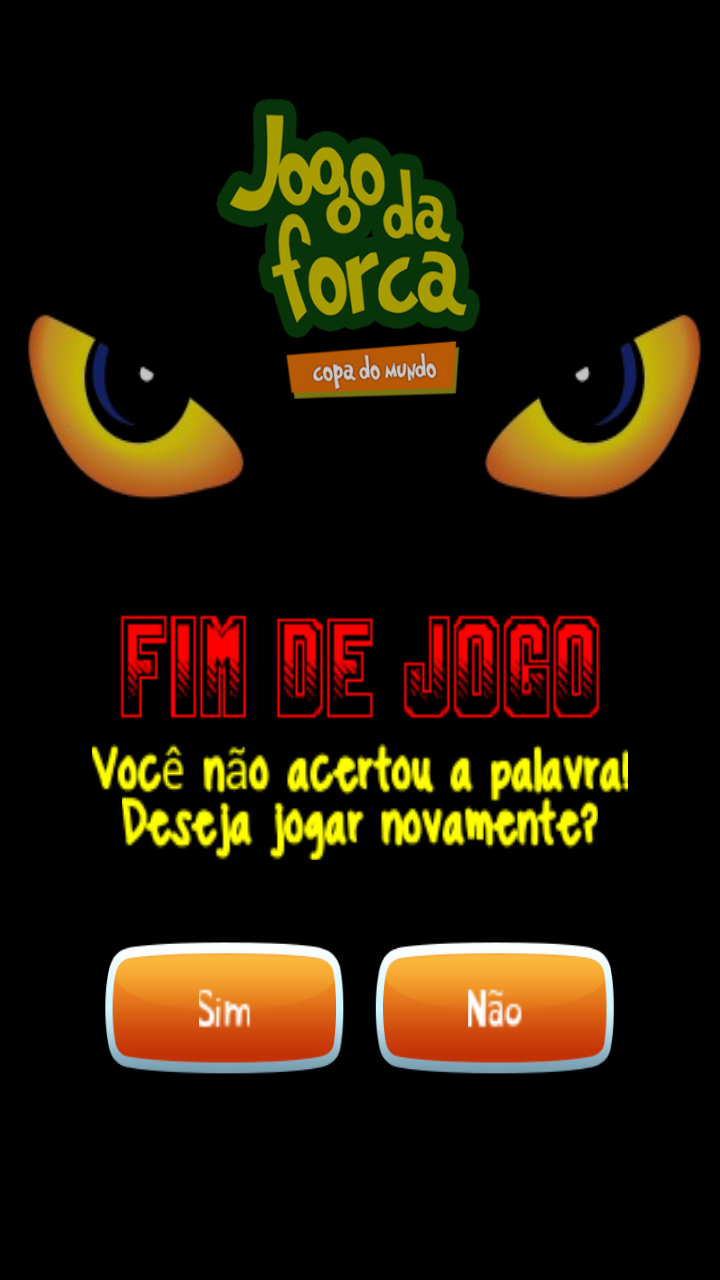 Jogo da
forca
copa do mundo
FIM DE JOGO
Você não acertou a palavra!
Deseja jogar novamente?
Sim
Não